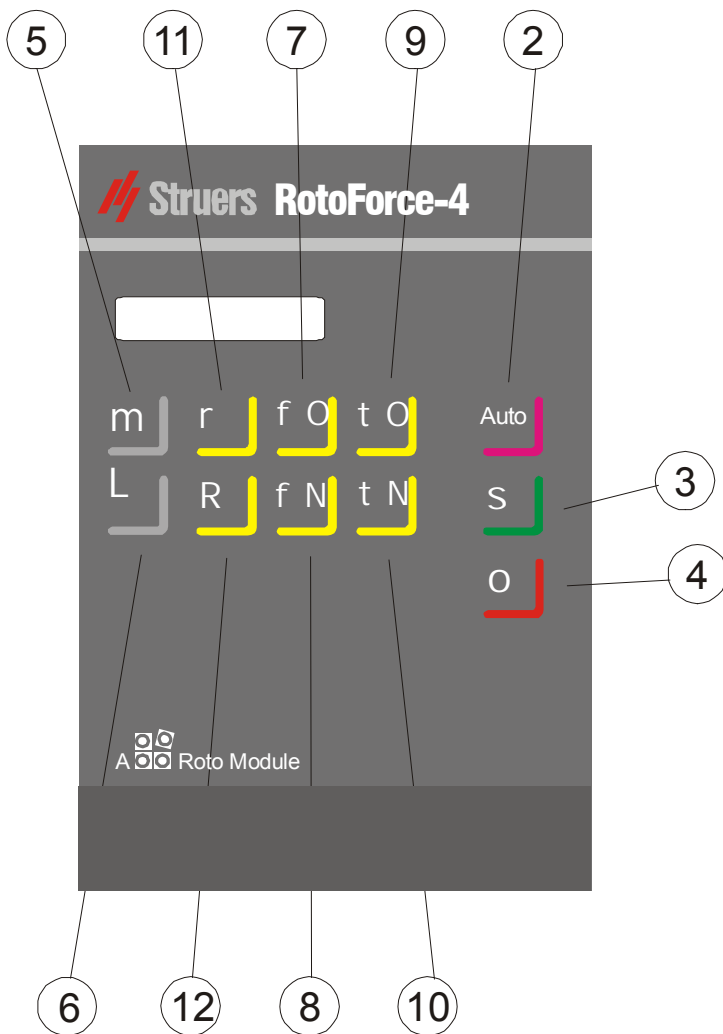 5 11 7 9 2
Struers RotoForce-4
m r f O t O Auto
L R f N t N S 3
O 4
A Roto Module
6 12 8 10